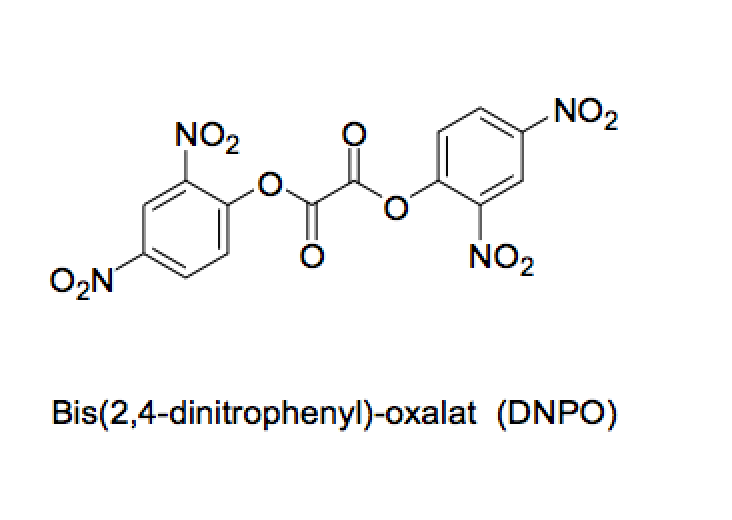 NO₂
NO₂
O
O
O
O
NO₂
O₂N
Bis(2,4-dinitrophenyl)-oxalat (DNPO)